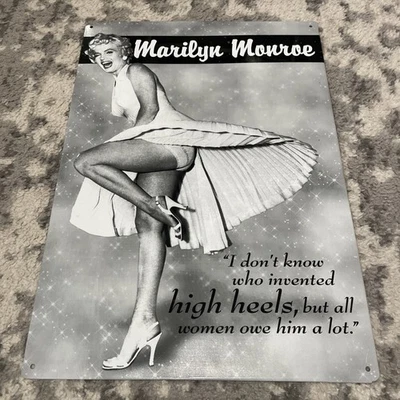 Marilyn Monroe
“I don't know
who invented
high heels, but all
women owe him a lot.”